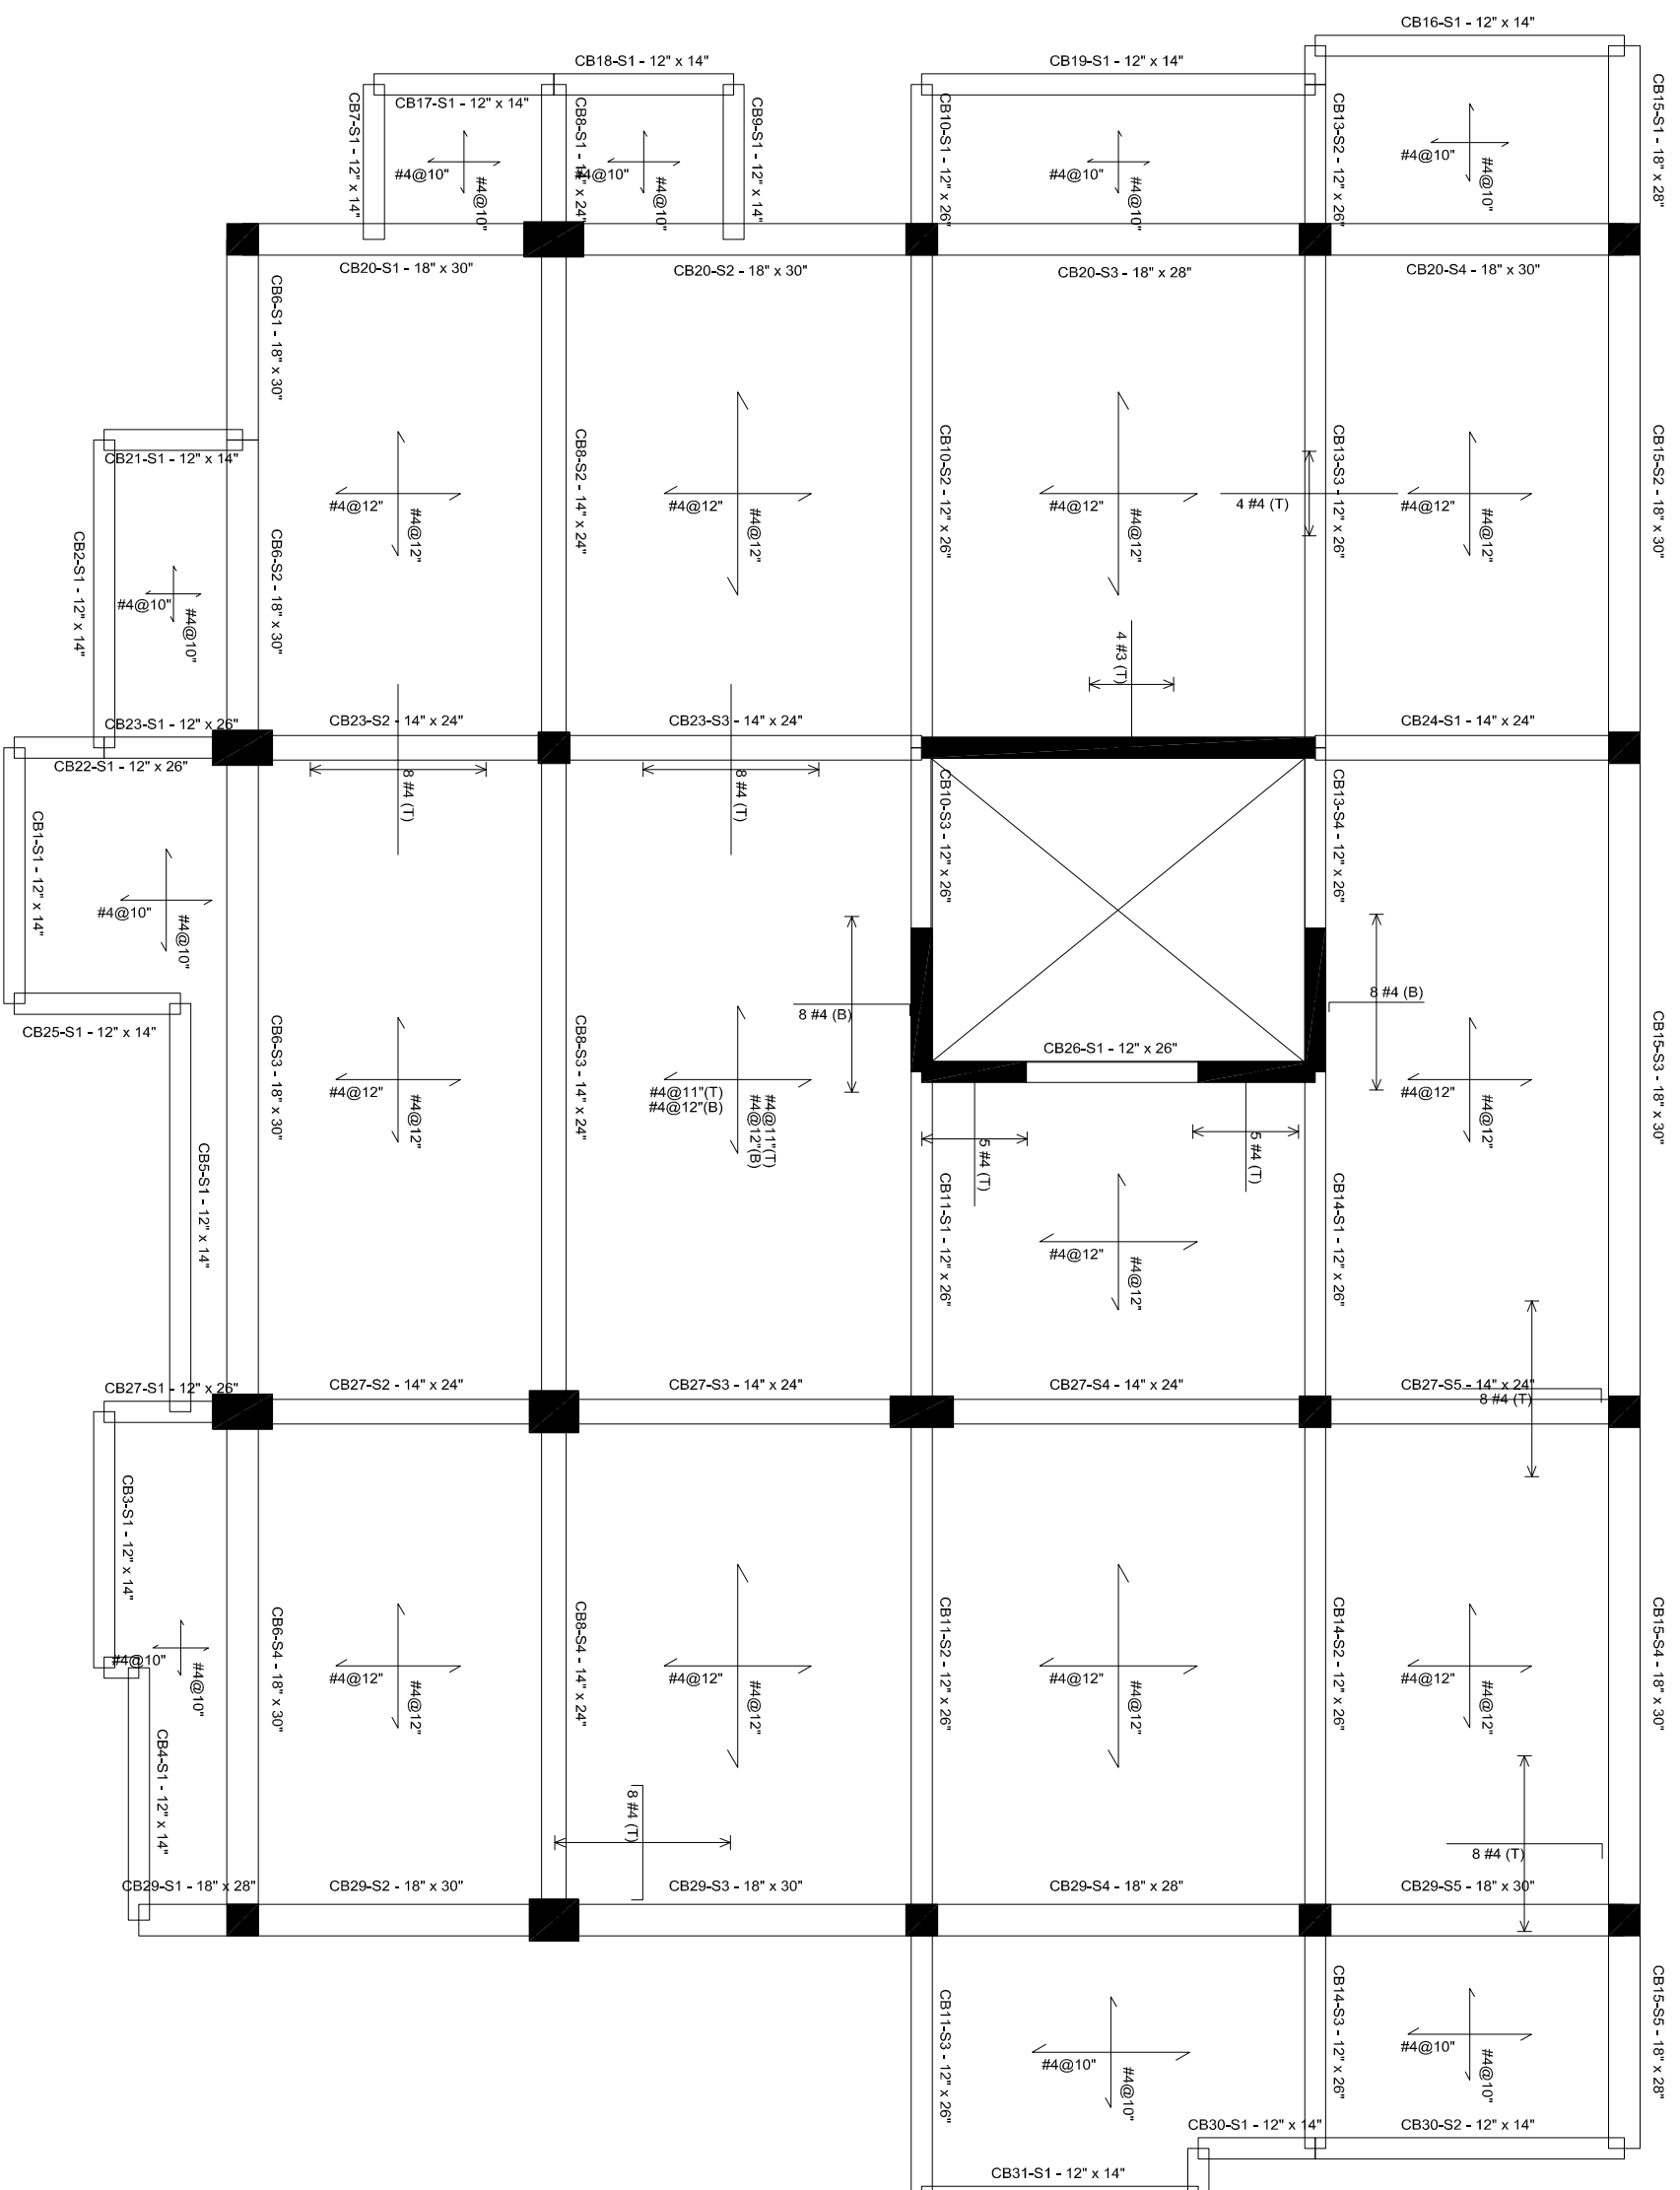 CB16-S1 - 12" x 14"
CB18-S1 - 12" x 14"
CB19-S1 - 12" x 14"
CB17-S1 - 12" x 14"
CB7-S1 - 12" x 14"
CB8-S1 - 14" x 24"
CB9-S1 - 12" x 14"
CB10-S1 - 12" x 26"
CB13-S2 - 12" x 26"
CB15-S1 - 18" x 28"
#4@10"
#4@10"
#4@10"
#4@10"
#4@10"
#4@10"
#4@10"
#4@10"
CB20-S1 - 18" x 30"
CB20-S2 - 18" x 30"
CB20-S3 - 18" x 28"
CB20-S4 - 18" x 30"
CB6-S1 - 18" x 30"
CB21-S1 - 12" x 14"
CB2-S1 - 12" x 14"
CB6-S2 - 18" x 30"
CB8-S2 - 14" x 24"
CB10-S2 - 12" x 26"
CB13-S3 - 12" x 26"
CB15-S2 - 18" x 30"
#4@12"
#4@12"
#4@12"
#4@12"
#4@12"
#4@12"
4 #4 (T)
#4@12"
#4@12"
#4@10"
#4@10"
4 #3 (T)
CB23-S1 - 12" x 26"
CB23-S2 - 14" x 24"
CB23-S3 - 14" x 24"
CB24-S1 - 14" x 24"
CB22-S1 - 12" x 26"
8 #4 (T)
8 #4 (T)
CB1-S1 - 12" x 14"
CB10-S3 - 12" x 26"
CB13-S4 - 12" x 26"
#4@10"
#4@10"
8 #4 (B)
8 #4 (B)
CB25-S1 - 12" x 14"
CB6-S3 - 18" x 30"
CB8-S3 - 14" x 24"
CB26-S1 - 12" x 26"
CB15-S3 - 18" x 30"
#4@12"
#4@12"
#4@11"(T)
#4@12"(B)
#4@11"(T)
#4@12"(B)
#4@12"
#4@12"
5 #4 (T)
5 #4 (T)
CB5-S1 - 12" x 14"
CB11-S1 - 12" x 26"
CB14-S1 - 12" x 26"
#4@12"
#4@12"
CB27-S1 - 12" x 26"
CB27-S2 - 14" x 24"
CB27-S3 - 14" x 24"
CB27-S4 - 14" x 24"
CB27-S5 - 14" x 24"
8 #4 (T)
CB3-S1 - 12" x 14"
CB6-S4 - 18" x 30"
CB8-S4 - 14" x 24"
CB11-S2 - 12" x 26"
CB14-S2 - 12" x 26"
CB15-S4 - 18" x 30"
#4@10"
#4@10"
#4@12"
#4@12"
#4@12"
#4@12"
#4@12"
#4@12"
#4@12"
#4@12"
CB4-S1 - 12" x 14"
8 #4 (T)
8 #4 (T)
CB29-S1 - 18" x 28"
CB29-S2 - 18" x 30"
CB29-S3 - 18" x 30"
CB29-S4 - 18" x 28"
CB29-S5 - 18" x 30"
CB11-S3 - 12" x 26"
CB14-S3 - 12" x 26"
CB15-S5 - 18" x 28"
#4@10"
#4@10"
#4@10"
#4@10"
CB30-S1 - 12" x 14"
CB30-S2 - 12" x 14"
CB31-S1 - 12" x 14"